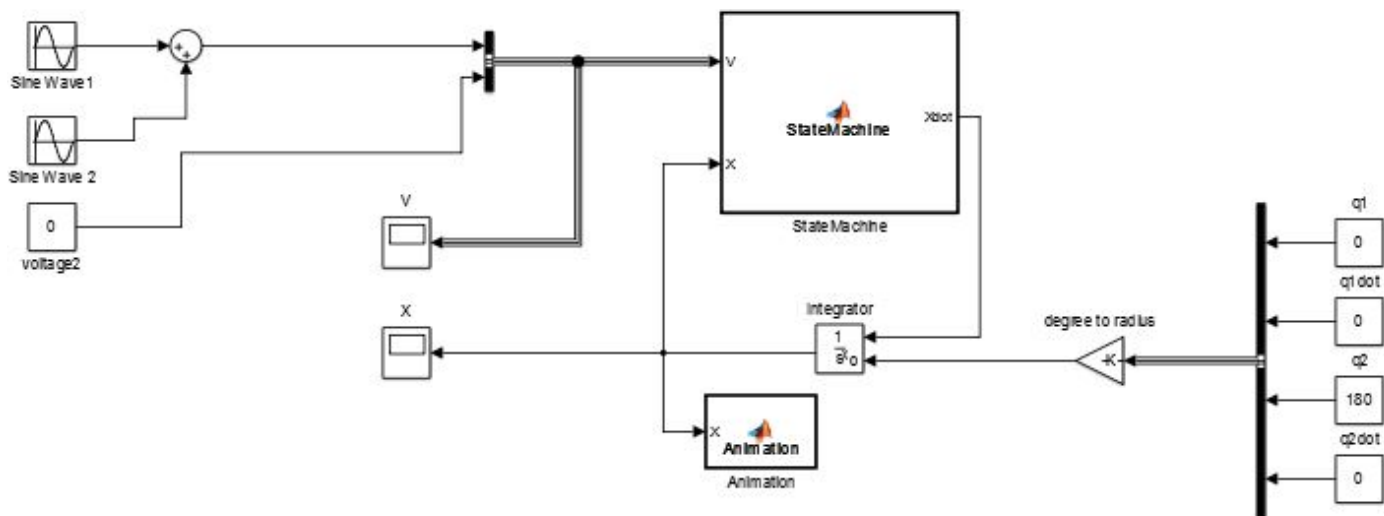 Sine Wave1
Sine Wave 2
0
voltage2
V
X
V
X
StateMachine
Xdot
StateMachine
Integrator
1
s
x0
degree to radius
-K-
X
Animation
Animation
q1
0
q1dot
0
q2
180
q2dot
0